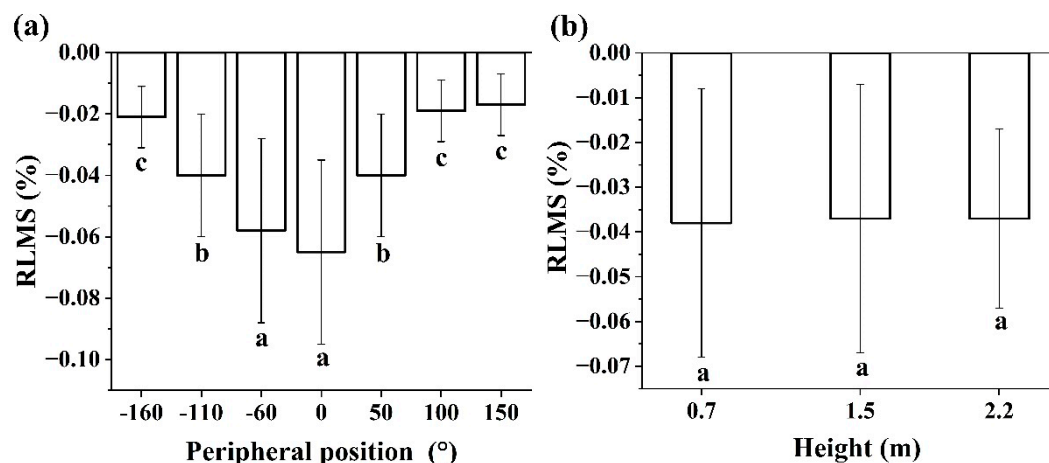 (a)
RLMS (%)
0.00
−0.02
−0.04
−0.06
−0.08
−0.10
c
b
a
a
b
c
c
-160 -110 -60 0 50 100 150
Peripheral position (°)
(b)
RLMS (%)
0.00
−0.01
−0.02
−0.03
−0.04
−0.05
−0.06
−0.07
a
a
a
0.7 1.5 2.2
Height (m)